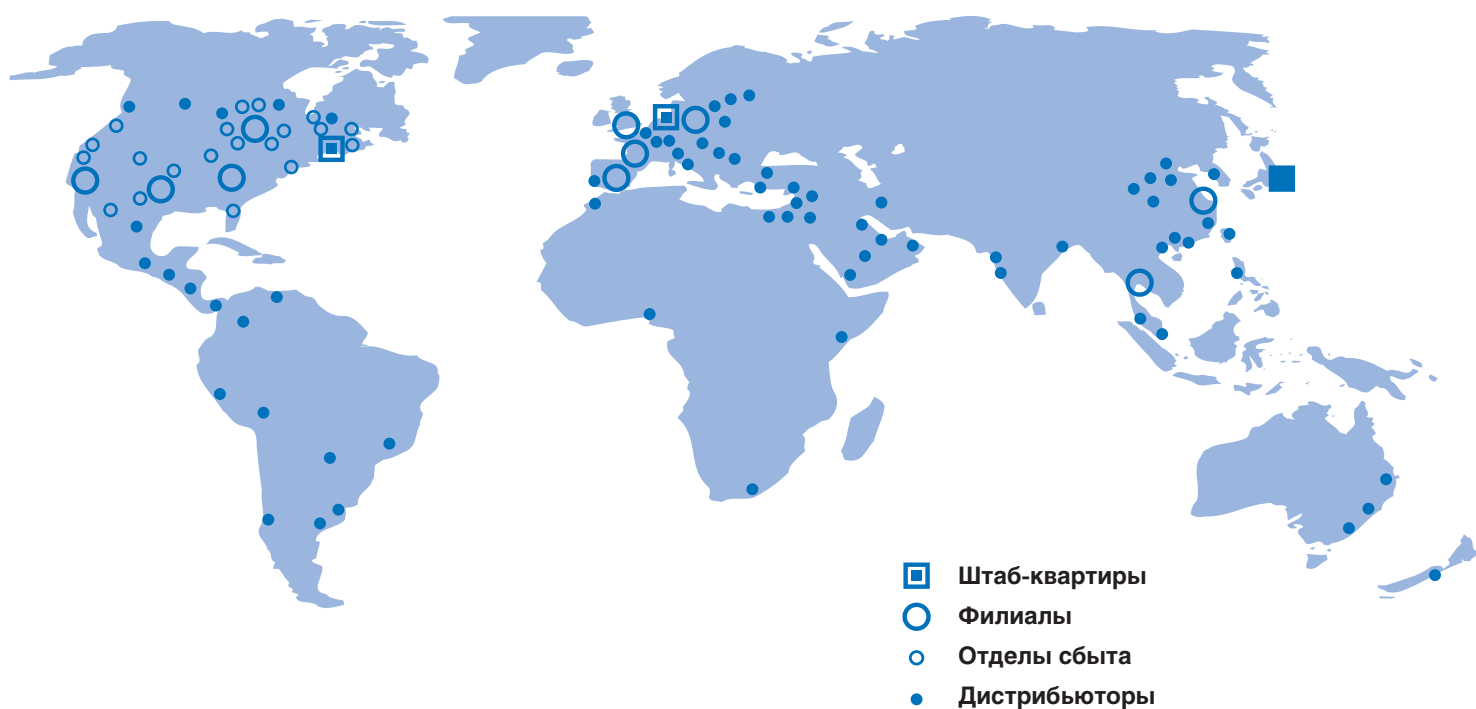 Штаб-квартиры
Филиалы
Отделы сбыта
Дистрибьюторы